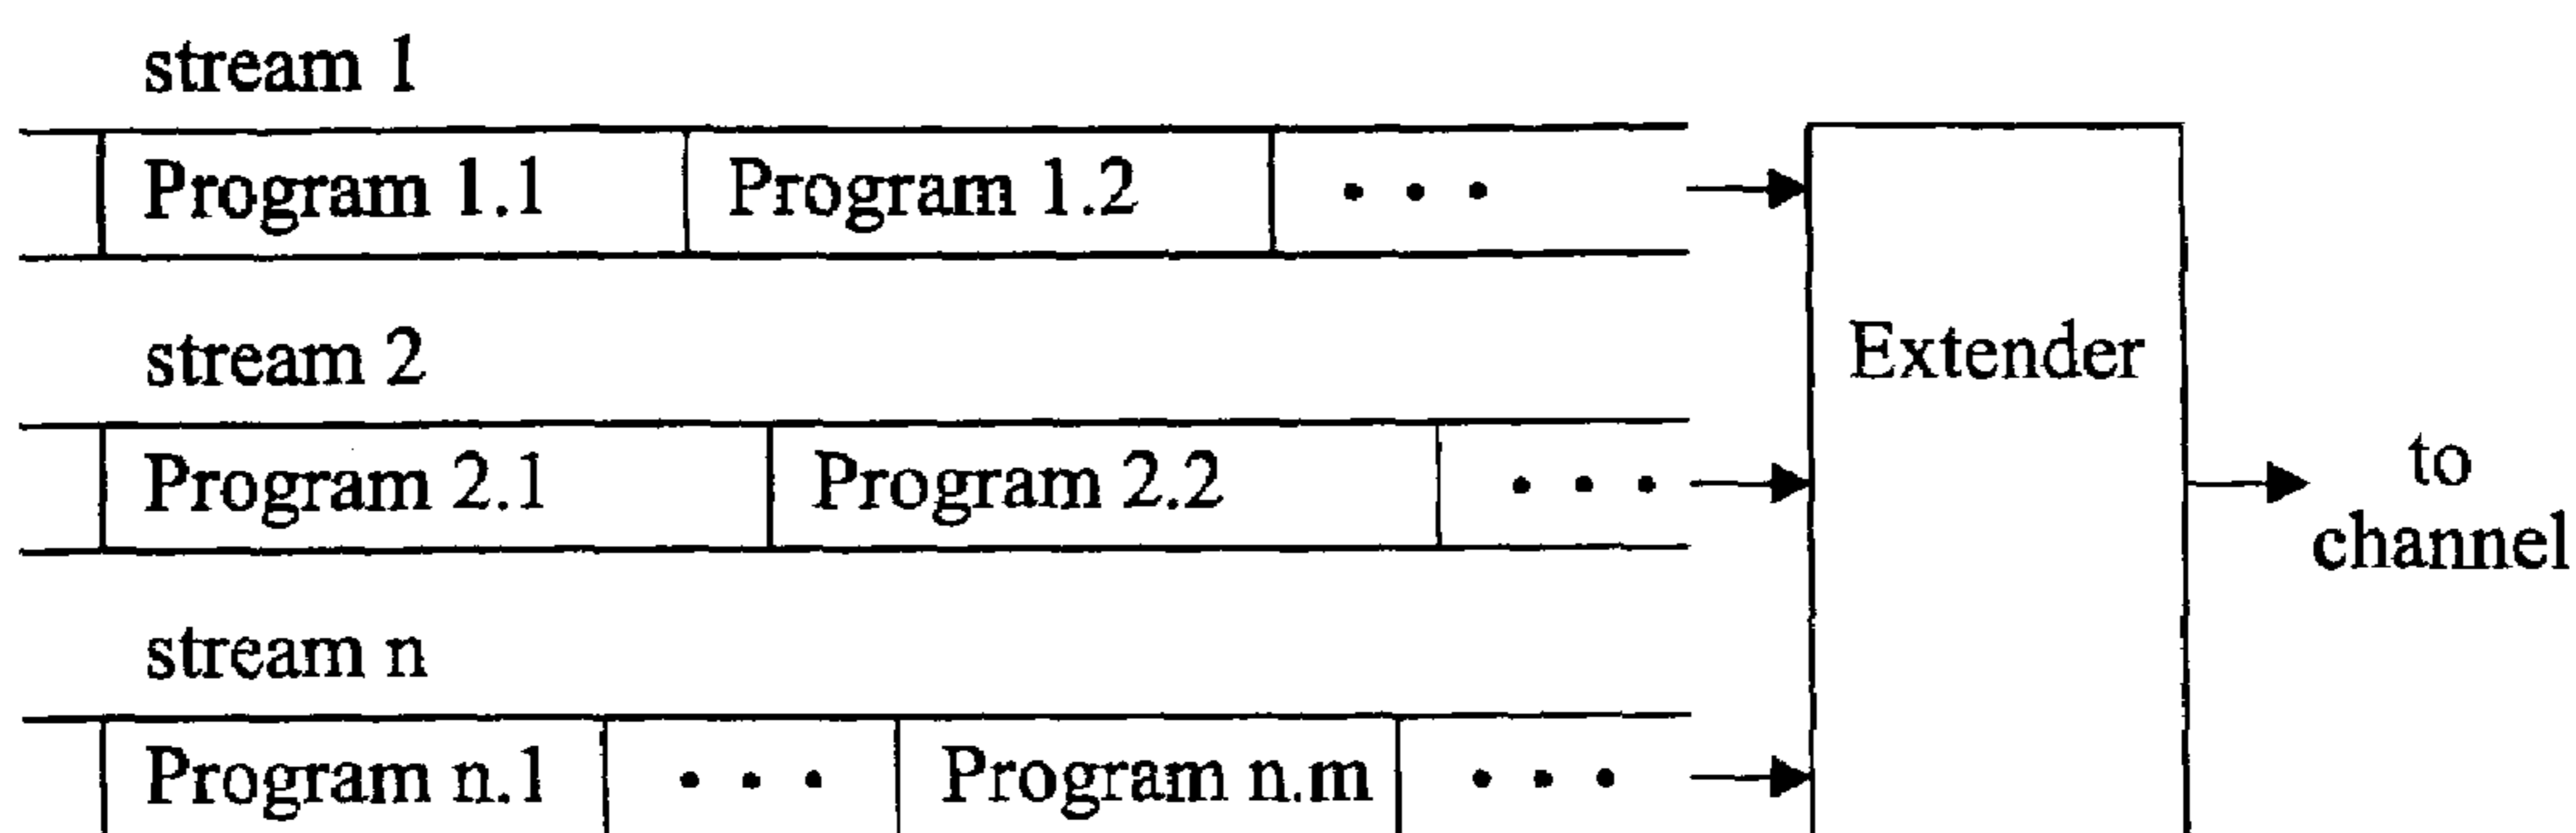 stream 1
Program 1.1 Program 1.2 • • •
stream 2
Extender
Program 2.1 Program 2.2 • • •
to
channel
stream n
Program n.1 • • • Program n.m • • •